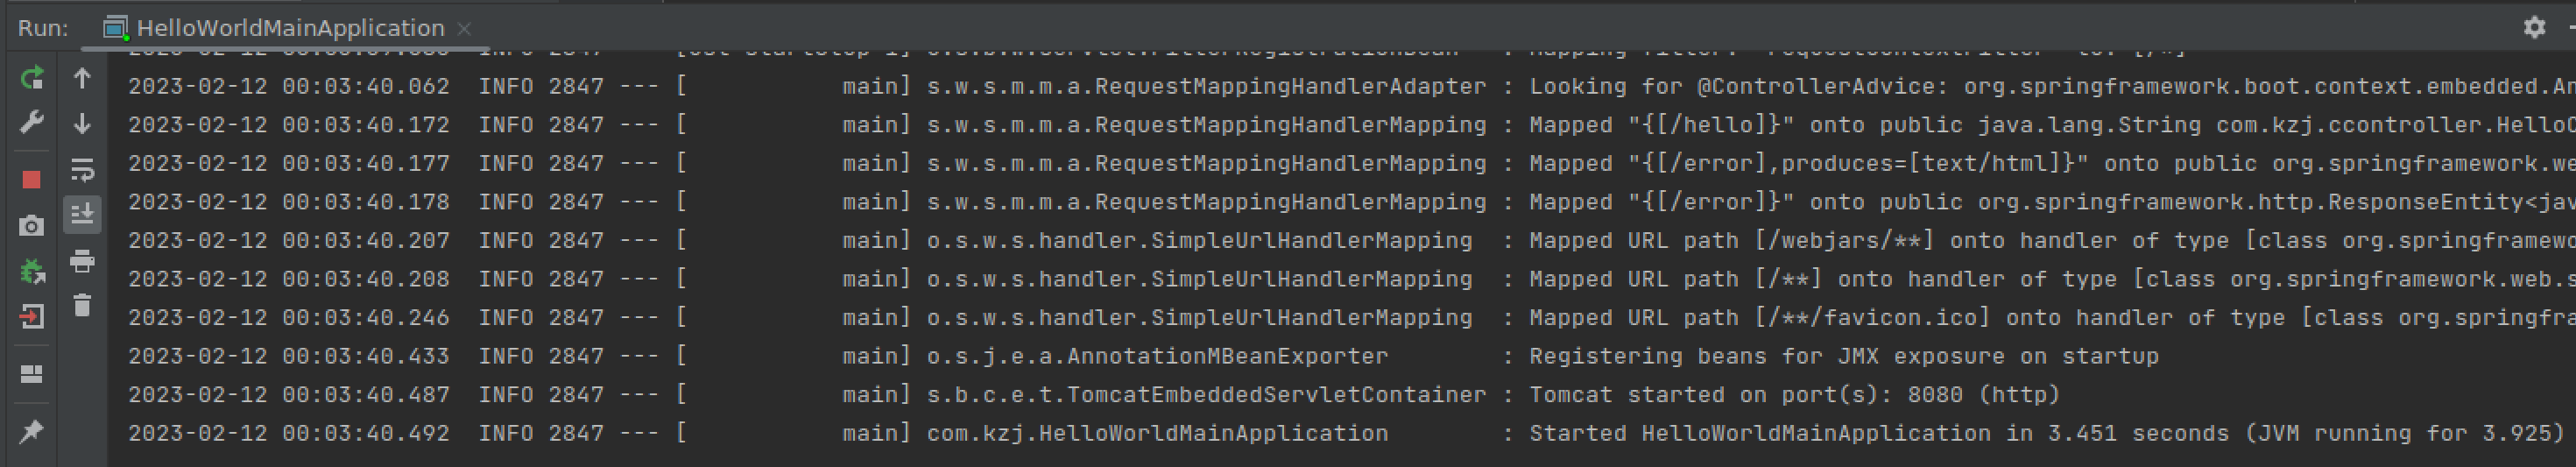 Run: HelloWorldMainApplication
2023-02-12 00:03:40.062  INFO 2847 --- [           main] s.w.s.m.m.a.RequestMappingHandlerAdapter : Looking for @ControllerAdvice: org.springframework.boot.context.embedded.An
2023-02-12 00:03:40.172  INFO 2847 --- [           main] s.w.s.m.m.a.RequestMappingHandlerMapping : Mapped "{[/hello]}" onto public java.lang.String com.kzj.ccontroller.HelloC
2023-02-12 00:03:40.177  INFO 2847 --- [           main] s.w.s.m.m.a.RequestMappingHandlerMapping : Mapped "{[/error],produces=[text/html]}" onto public org.springframework.we
2023-02-12 00:03:40.178  INFO 2847 --- [           main] s.w.s.m.m.a.RequestMappingHandlerMapping : Mapped "{[/error]}" onto public org.springframework.http.ResponseEntity<jav
2023-02-12 00:03:40.207  INFO 2847 --- [           main] o.s.w.s.handler.SimpleUrlHandlerMapping  : Mapped URL path [/webjars/**] onto handler of type [class org.springframewo
2023-02-12 00:03:40.208  INFO 2847 --- [           main] o.s.w.s.handler.SimpleUrlHandlerMapping  : Mapped URL path [/**] onto handler of type [class org.springframework.web.s
2023-02-12 00:03:40.246  INFO 2847 --- [           main] o.s.w.s.handler.SimpleUrlHandlerMapping  : Mapped URL path [/**/favicon.ico] onto handler of type [class org.springfra
2023-02-12 00:03:40.433  INFO 2847 --- [           main] o.s.j.e.a.AnnotationMBeanExporter        : Registering beans for JMX exposure on startup
2023-02-12 00:03:40.487  INFO 2847 --- [           main] s.b.c.e.t.TomcatEmbeddedServletContainer : Tomcat started on port(s): 8080 (http)
2023-02-12 00:03:40.492  INFO 2847 --- [           main] com.kzj.HelloWorldMainApplication        : Started HelloWorldMainApplication in 3.451 seconds (JVM running for 3.925)